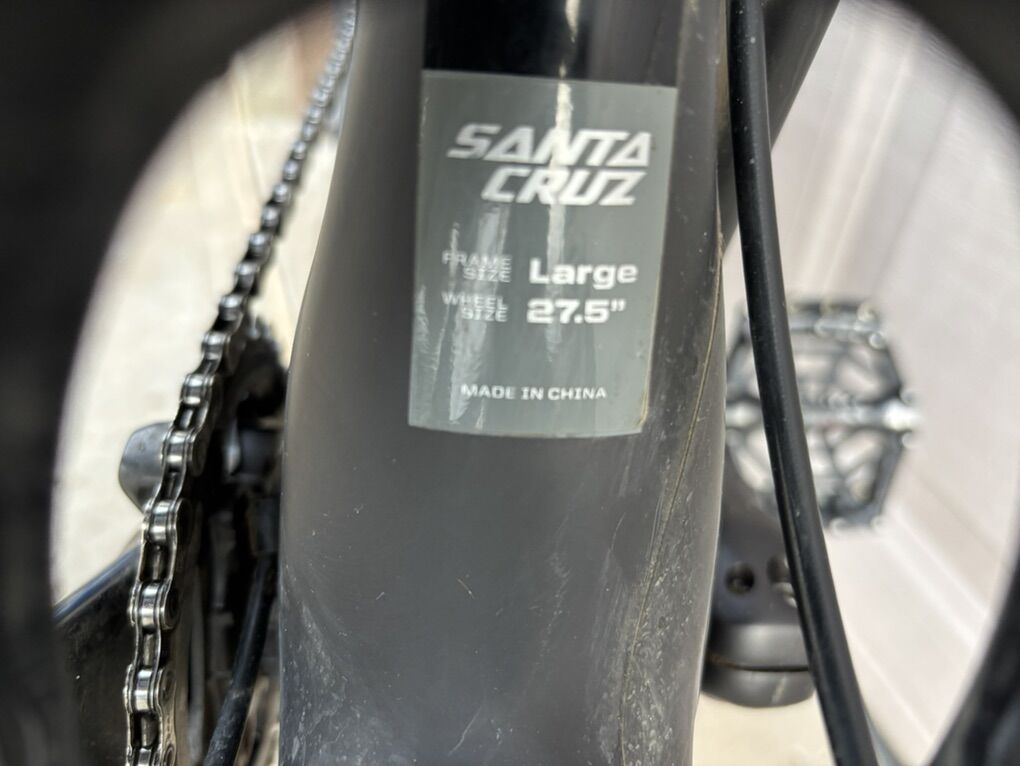 SANTA
CRUZ
FRAME
SIZE Large
WHEEL
SIZE 27.5"
MADE IN CHINA